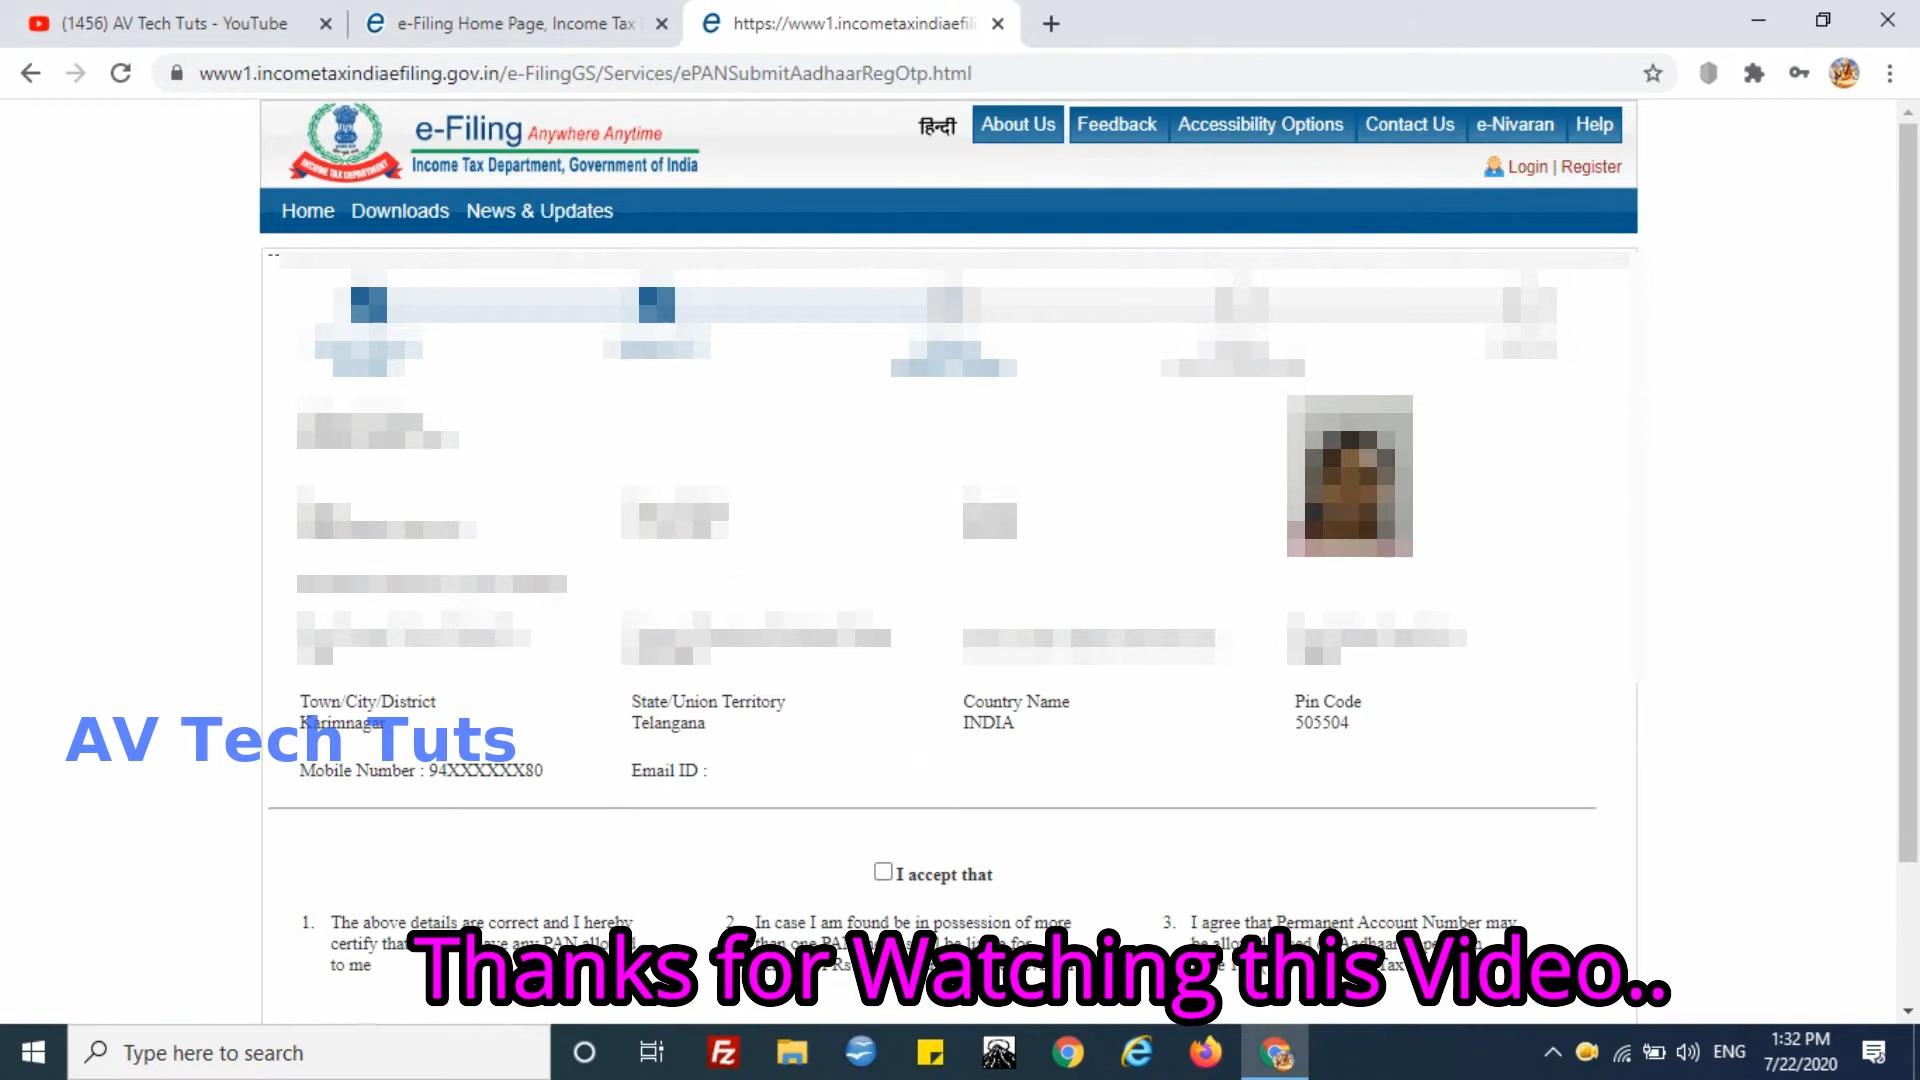 (1456) AV Tech Tuts - YouTube
e-Filing Home Page, Income Tax
https://www1.incometaxindiaefili
www1.incometaxindiaefiling.gov.in/e-FilingGS/Services/ePANSubmitAadhaarRegOtp.html
e-Filing Anywhere Anytime
Income Tax Department, Government of India
INCOME TAX DEPARTMENT
हिन्दी About Us Feedback Accessibility Options Contact Us e-Nivaran Help
Login | Register
Home Downloads News & Updates
--
Town/City/District State/Union Territory Country Name Pin Code
Karimnagar Telangana INDIA 505504
AV Tech Tuts
Mobile Number : 94XXXXXX80 Email ID :
I accept that
1. The above details are correct and I hereby
certify that
to me
2. In case I am found be in possession of more
than one
3. I agree that Permanent Account Number may
Thanks for Watching this Video..
Type here to search
Fz
ENG
1:32 PM
7/22/2020